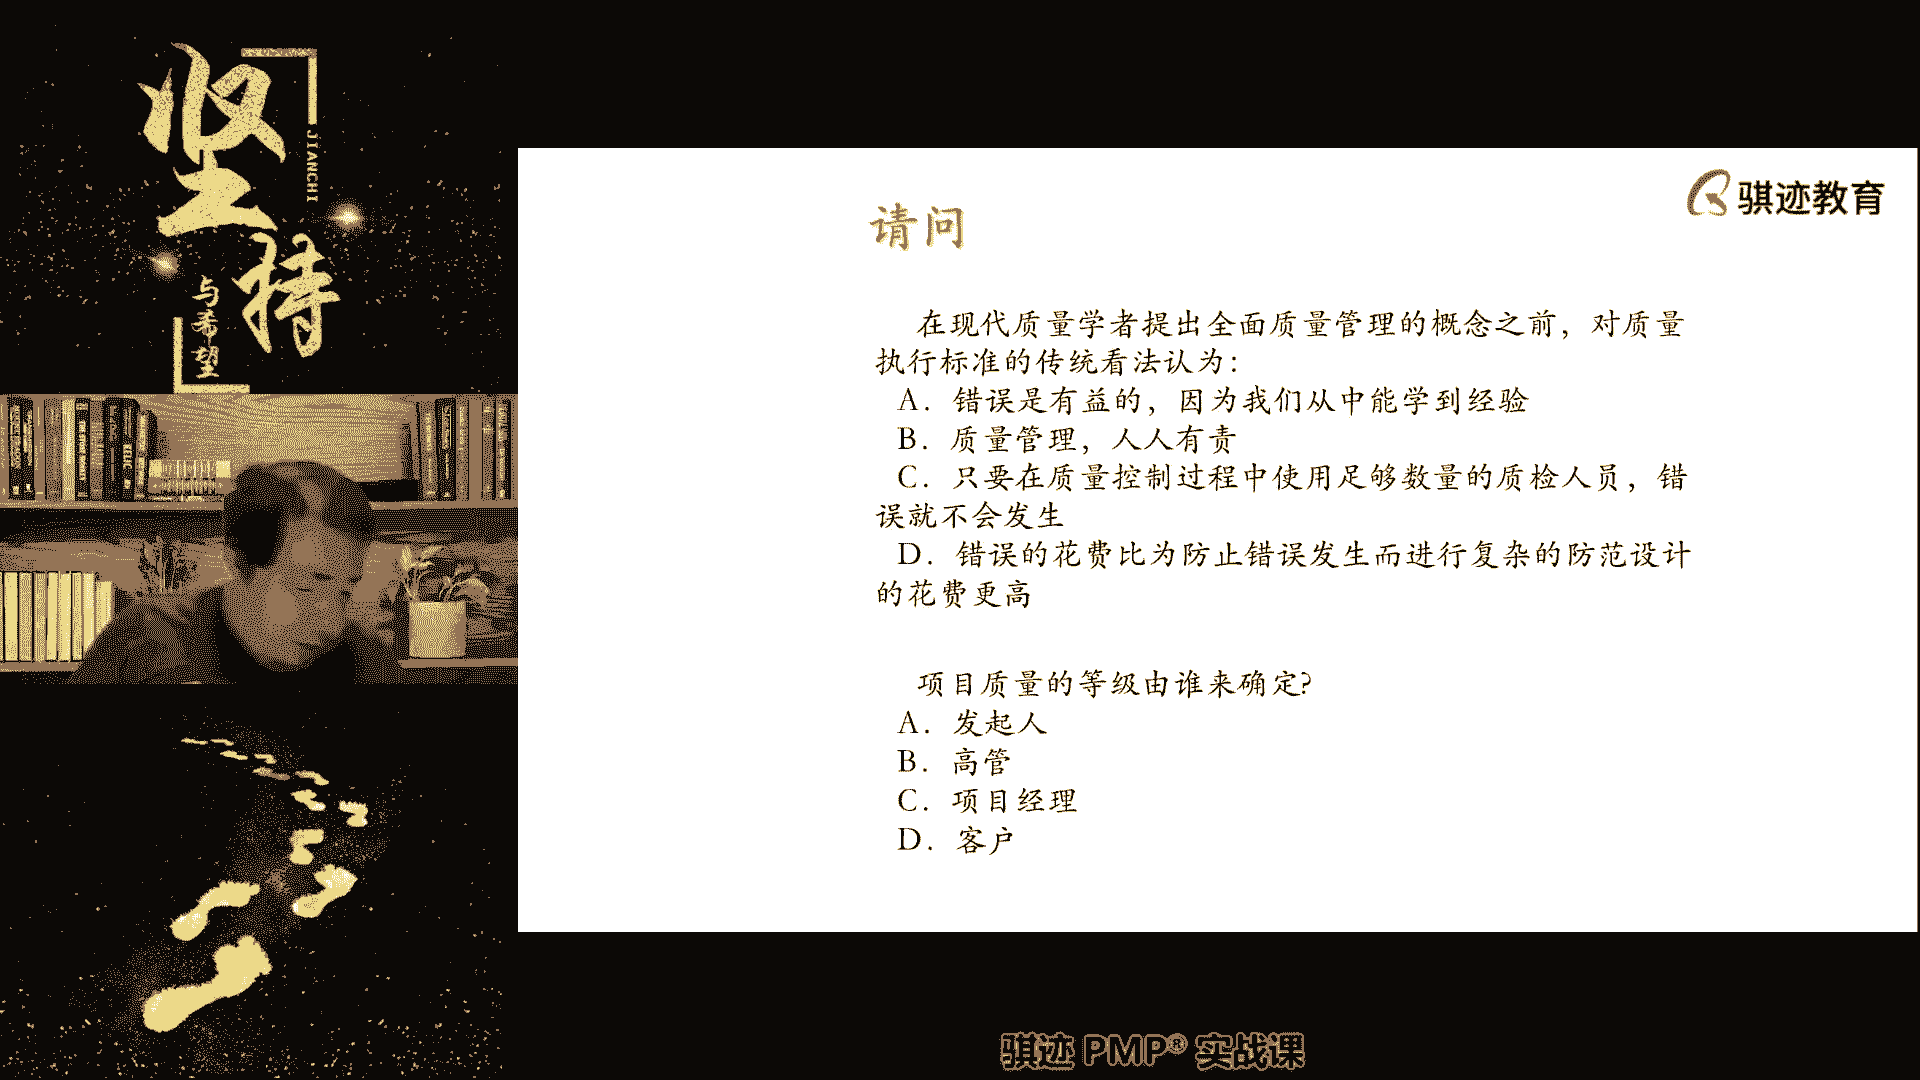 坚持
JIANCHI
与希望
骐迹教育
请问
在现代质量学者提出全面质量管理的概念之前，对质量
执行标准的传统看法认为：
A．错误是有益的，因为我们从中能学到经验
B．质量管理，人人有责
C．只要在质量控制过程中使用足够数量的质检人员，错
误就不会发生
D．错误的花费比为防止错误发生而进行复杂的防范设计
的花费更高
项目质量的等级由谁来确定?
A．发起人
B．高管
C．项目经理
D．客户
骐迹 PMP® 实战课